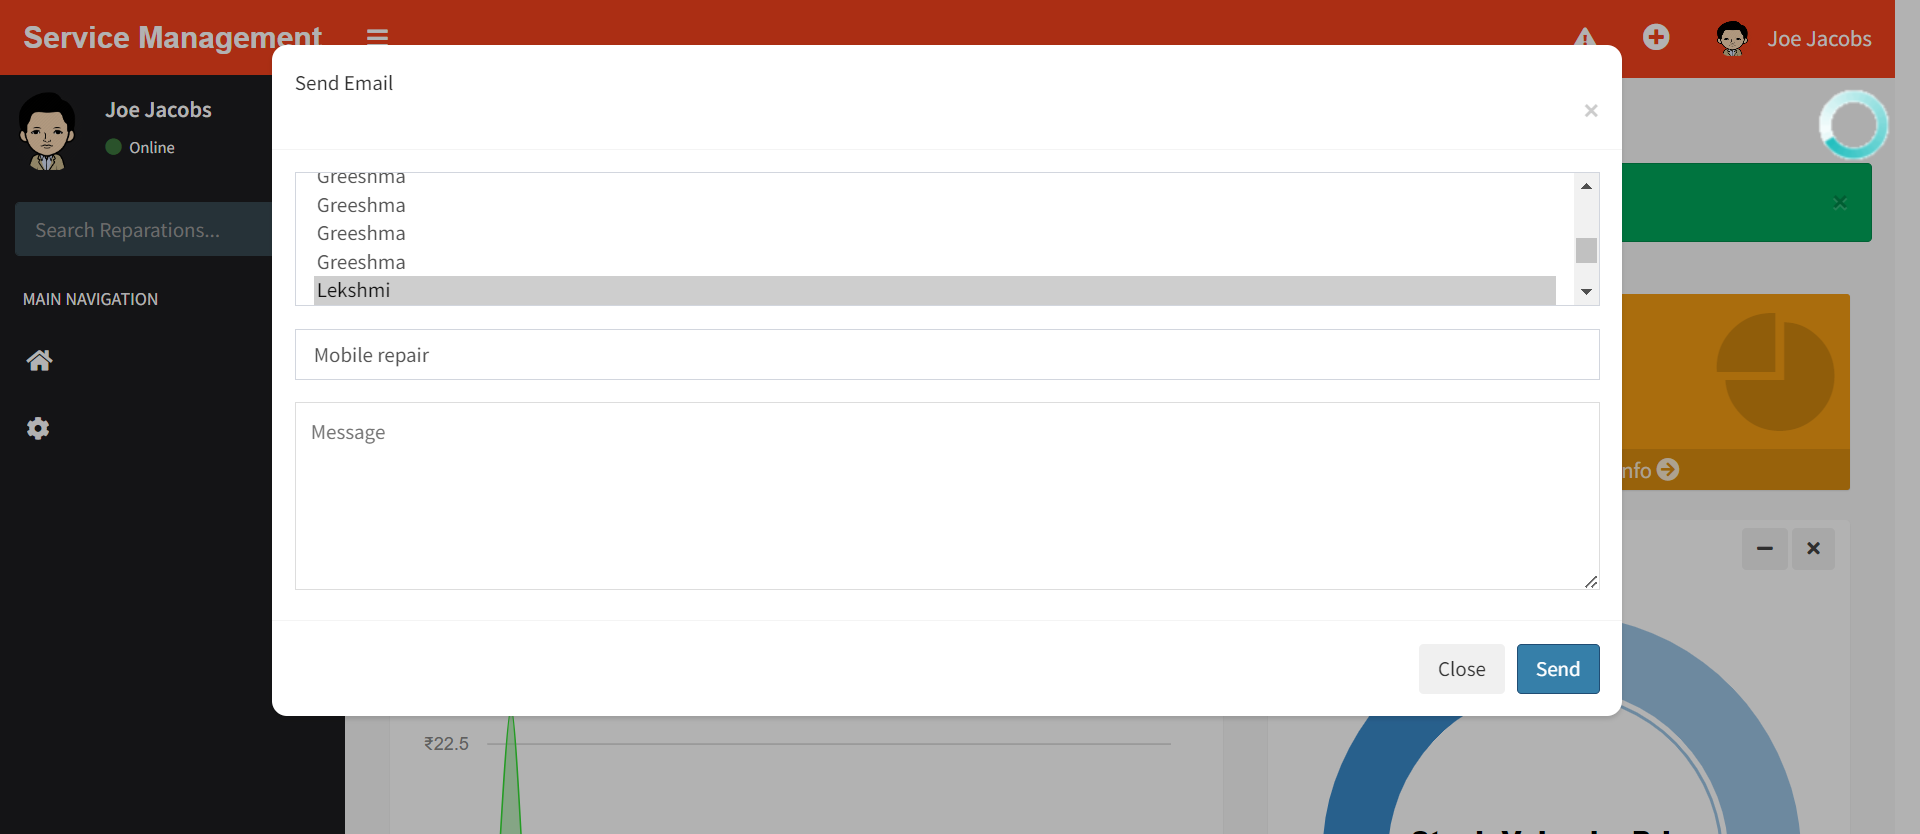 Service Management
Joe Jacobs
Send Email
×
Joe Jacobs
Online
Search Reparations...
MAIN NAVIGATION
Greeshma
Greeshma
Greeshma
Greeshma
Lekshmi
Mobile repair
Message
nfo
Close
Send
₹22.5